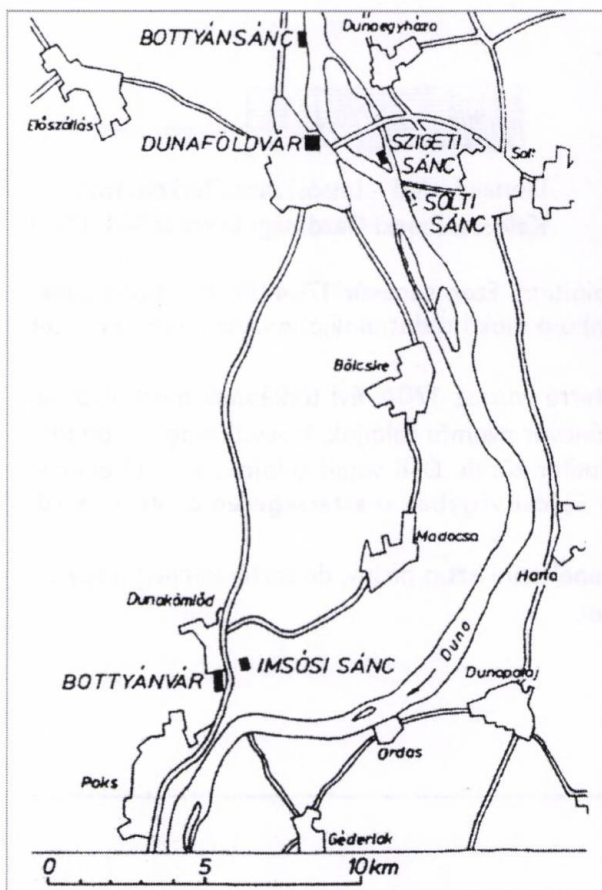 BOTTYÁNSÁNC
Dunaegyháza
Előszállás
DUNAFÖLDVÁR
SZIGETI
SÁNC
Solt
SOLTI
SÁNC
Bölcske
Madocsa
Harta
Dunakömlőd
Duna
IMSÓSI SÁNC
BOTTYÁNVÁR
Dunapataj
Ordas
Paks
Géderlak
0 5 10km